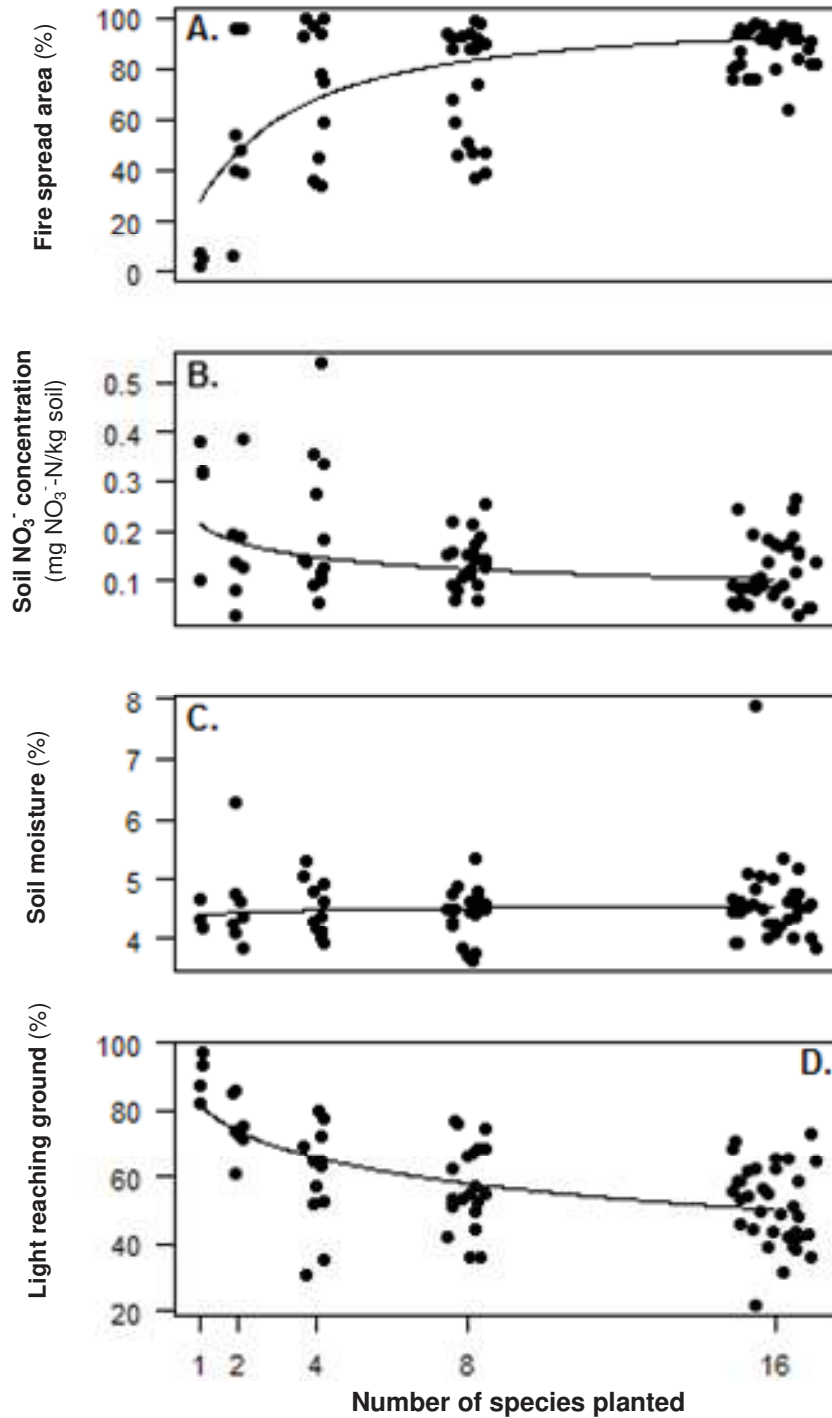 A.
Fire spread area (%)
100
80
60
40
20
0
B.
Soil NO₃⁻ concentration
(mg NO₃⁻-N/kg soil)
0.5
0.4
0.3
0.2
0.1
C.
Soil moisture (%)
8
7
6
5
4
D.
Light reaching ground (%)
100
80
60
40
20
1 2 4 8 16
Number of species planted